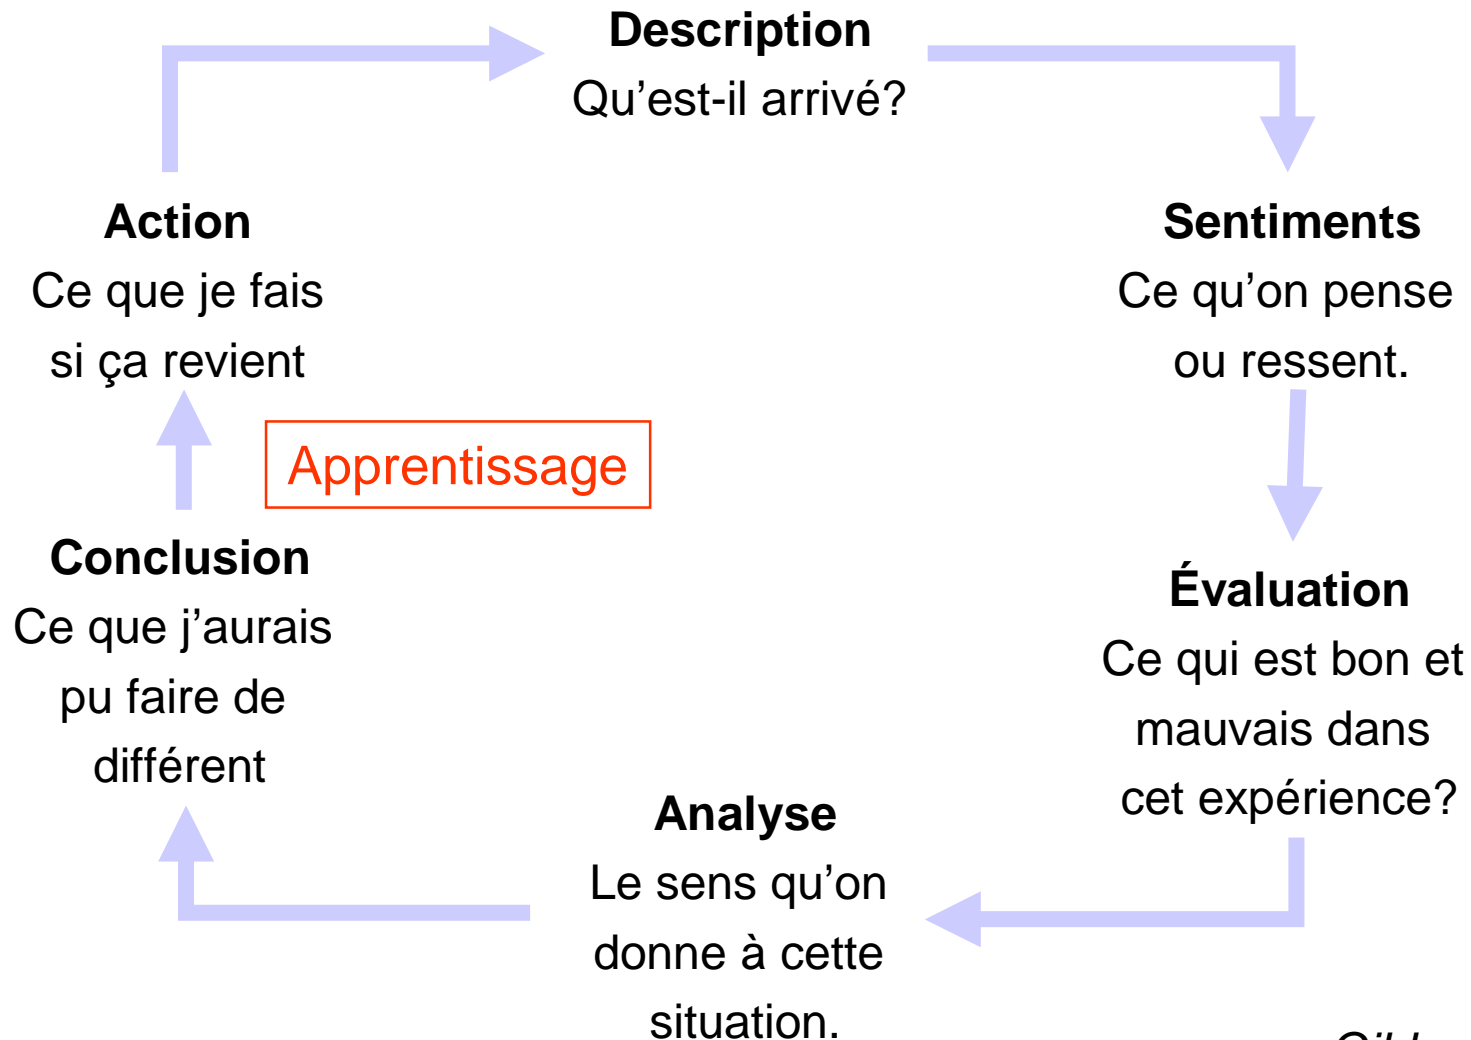 Description
Qu’est-il arrivé?
Sentiments
Ce qu’on pense
ou ressent.
Évaluation
Ce qui est bon et
mauvais dans
cet expérience?
Analyse
Le sens qu’on
donne à cette
situation.
Conclusion
Ce que j’aurais
pu faire de
différent
Action
Ce que je fais
si ça revient
Apprentissage